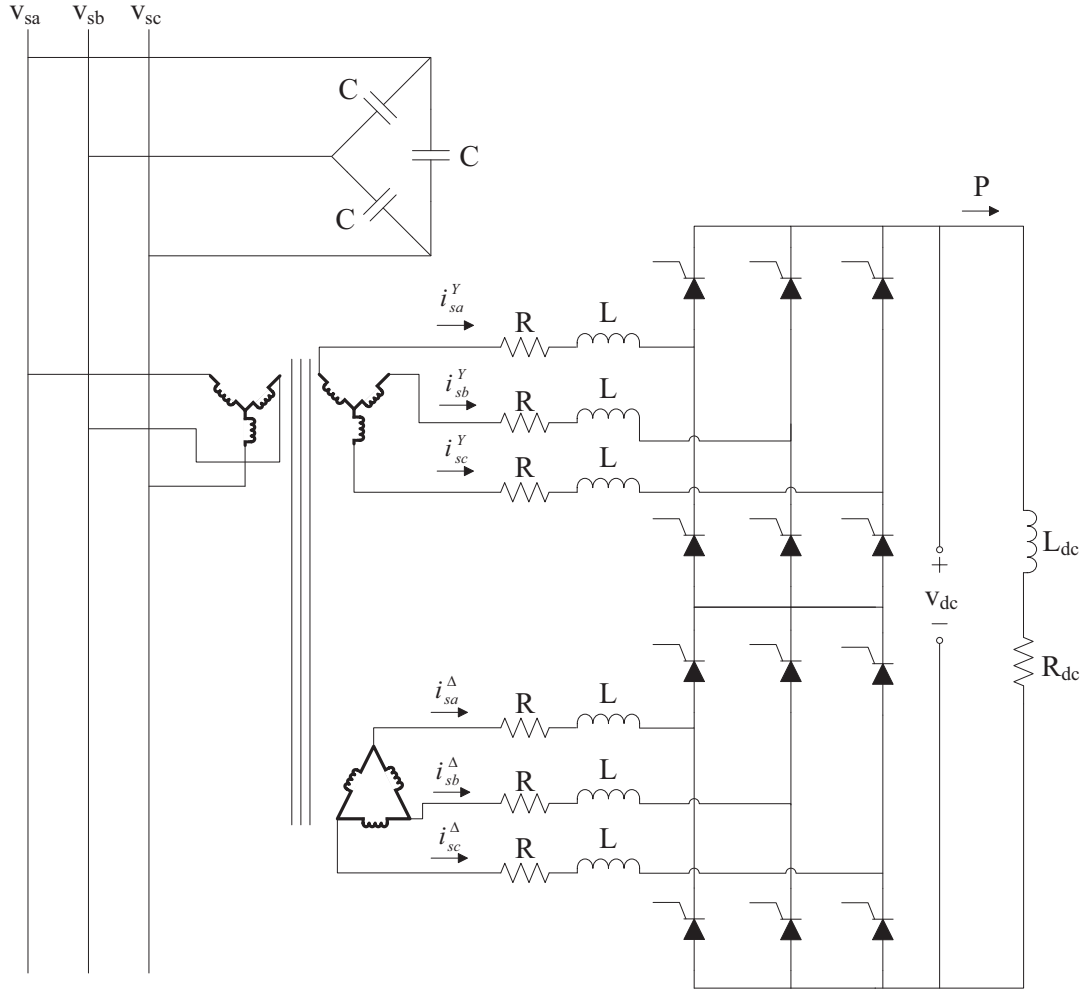 v_sa v_sb v_sc
C
C
C
P
i_sa^Y R L
i_sb^Y R L
i_sc^Y R L
+
v_dc
−
L_dc
R_dc
i_sa^Δ R L
i_sb^Δ R L
i_sc^Δ R L